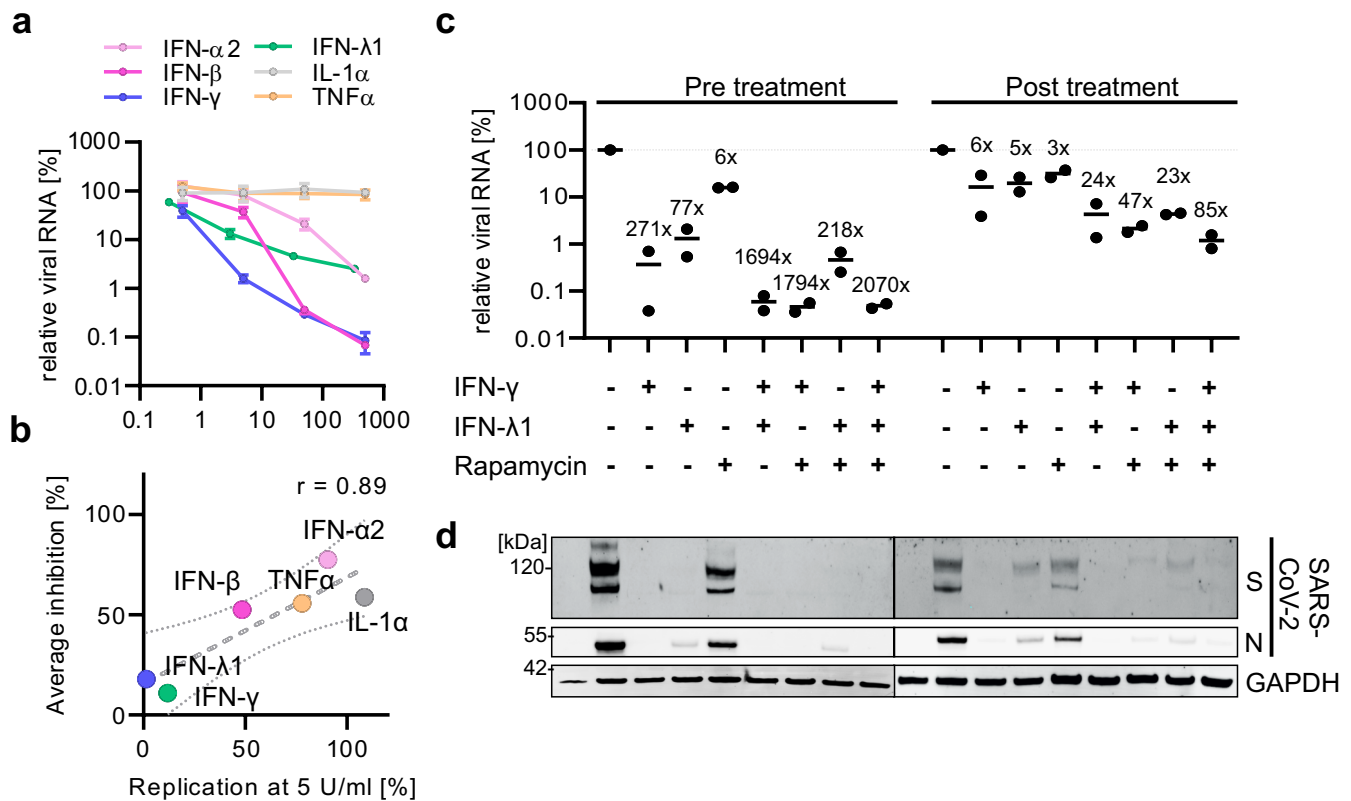 a
IFN-α2
IFN-β
IFN-γ
IFN-λ1
IL-1α
TNFα
relative viral RNA [%]
1000
100
10
1
0.1
0.01
0.1 1 10 100 1000
b
r = 0.89
Average inhibition [%]
100
50
0
IFN-α2
IFN-β
TNFα
IL-1α
IFN-λ1
IFN-γ
0 50 100
Replication at 5 U/ml [%]
c
Pre treatment
Post treatment
relative viral RNA [%]
1000
100
10
1
0.1
0.01
271x 77x 6x 1694x 1794x 218x 2070x
6x 5x 3x 24x 47x 23x 85x
IFN-γ - + - - + + - + - + - - + + - +
IFN-λ1 - - + - + - + + - - + - + - + +
Rapamycin - - - + - + + + - - - + - + + +
d
[kDa]
120-
55-
42-
S
N
GAPDH
SARS-
CoV-2